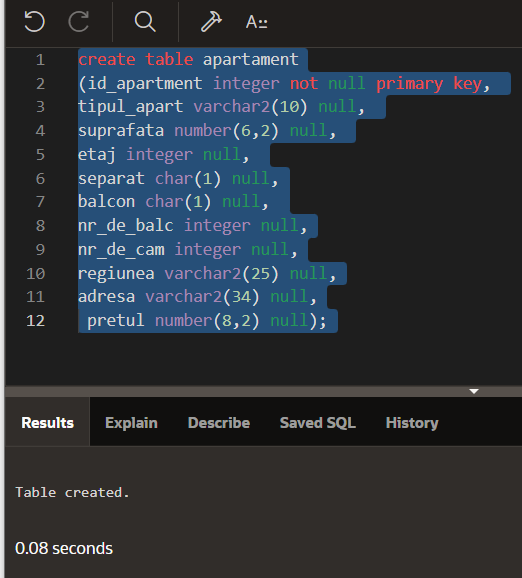 A::
1 create table apartament
2 (id_apartment integer not null primary key,
3 tipul_apart varchar2(10) null,
4 suprafata number(6,2) null,
5 etaj integer null,
6 separat char(1) null,
7 balcon char(1) null,
8 nr_de_balc integer null,
9 nr_de_cam integer null,
10 regiunea varchar2(25) null,
11 adresa varchar2(34) null,
12 pretul number(8,2) null);
Results Explain Describe Saved SQL History
Table created.
0.08 seconds